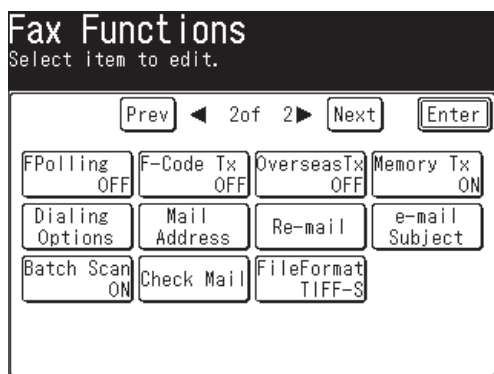 Fax Functions
Select item to edit.
Prev ◀ 2of 2▶ Next Enter
FPolling F-Code Tx OverseasTx Memory Tx
OFF OFF OFF ON
Dialing Mail Re-mail e-mail
Options Address Subject
Batch Scan Check Mail FileFormat
ON TIFF-S